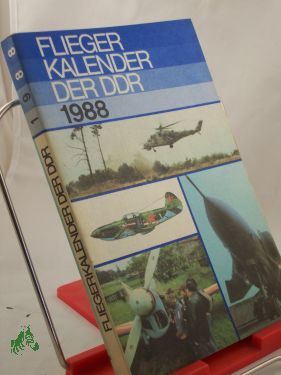 FLIEGER
KALENDER
DER DDR
1988
FLIEGERKALENDER DER DDR 1988